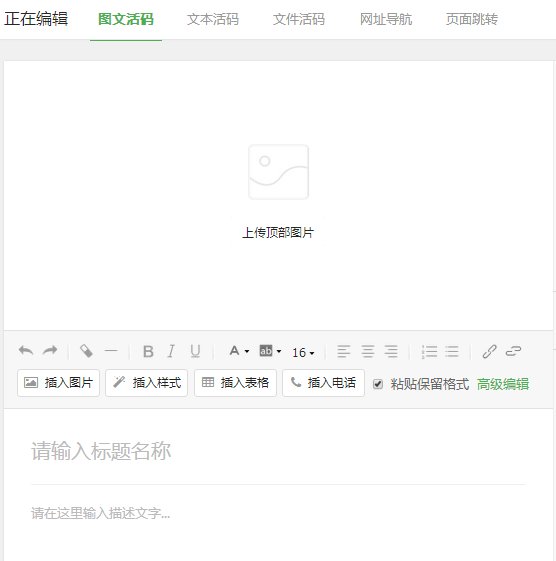 正在编辑 图文活码 文本活码 文件活码 网址导航 页面跳转
上传顶部图片
B I U A ab 16
插入图片 插入样式 插入表格 插入电话 粘贴保留格式 高级编辑
请输入标题名称
请在这里输入描述文字...